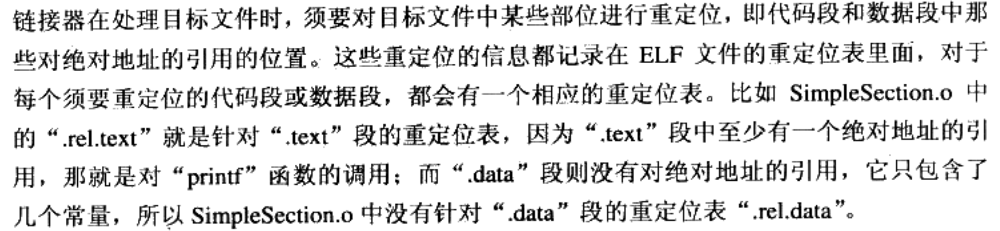 链接器在处理目标文件时，须要对目标文件中某些部位进行重定位，即代码段和数据段中那
些对绝对地址的引用的位置。这些重定位的信息都记录在 ELF 文件的重定位表里面，对于
每个须要重定位的代码段或数据段，都会有一个相应的重定位表。比如 SimpleSection.o 中
的“.rel.text”就是针对“.text”段的重定位表，因为“.text”段中至少有一个绝对地址的引
用，那就是对“printf”函数的调用；而“.data”段则没有对绝对地址的引用，它只包含了
几个常量，所以 SimpleSection.o 中没有针对“.data”段的重定位表“.rel.data”。